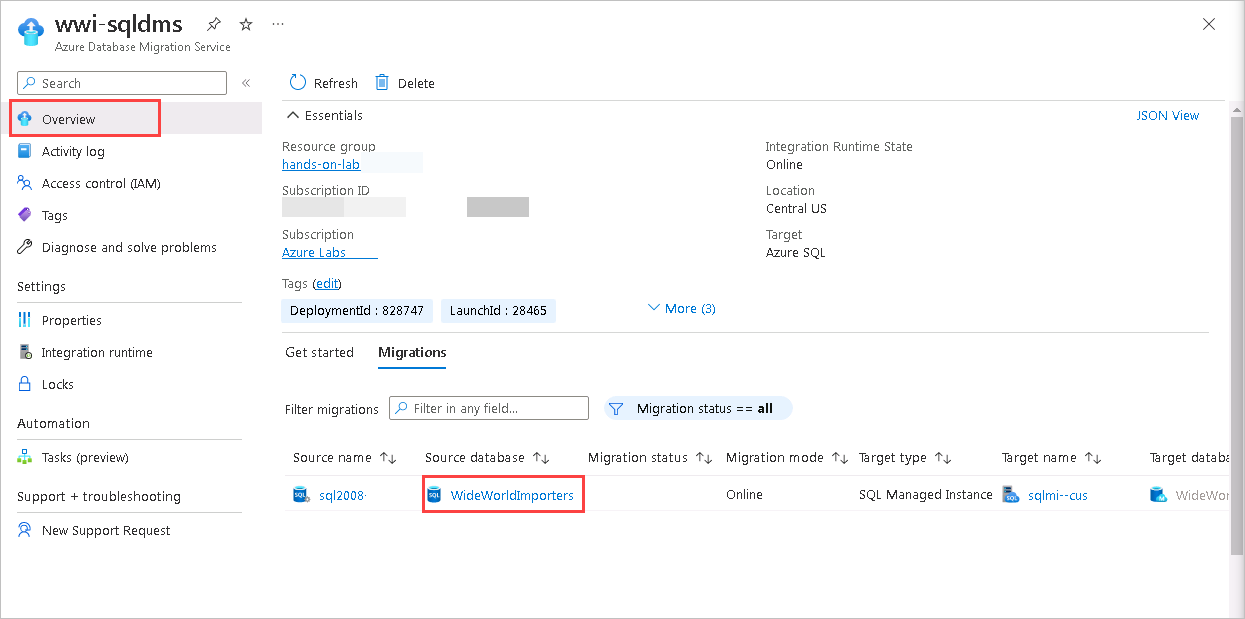 wwi-sqldms
Azure Database Migration Service
Search
Overview
Activity log
Access control (IAM)
Tags
Diagnose and solve problems
Settings
Properties
Integration runtime
Locks
Automation
Tasks (preview)
Support + troubleshooting
New Support Request
Refresh Delete
Essentials JSON View
Resource group
hands-on-lab
Subscription ID
Subscription
Azure Labs
Integration Runtime State
Online
Location
Central US
Target
Azure SQL
Tags (edit)
DeploymentId : 828747 LaunchId : 28465 More (3)
Get started Migrations
Filter migrations Filter in any field... Migration status == all
Source name Source database Migration status Migration mode Target type Target name Target databa
sql2008 WideWorldImporters Online SQL Managed Instance sqlmi--cus WideWor